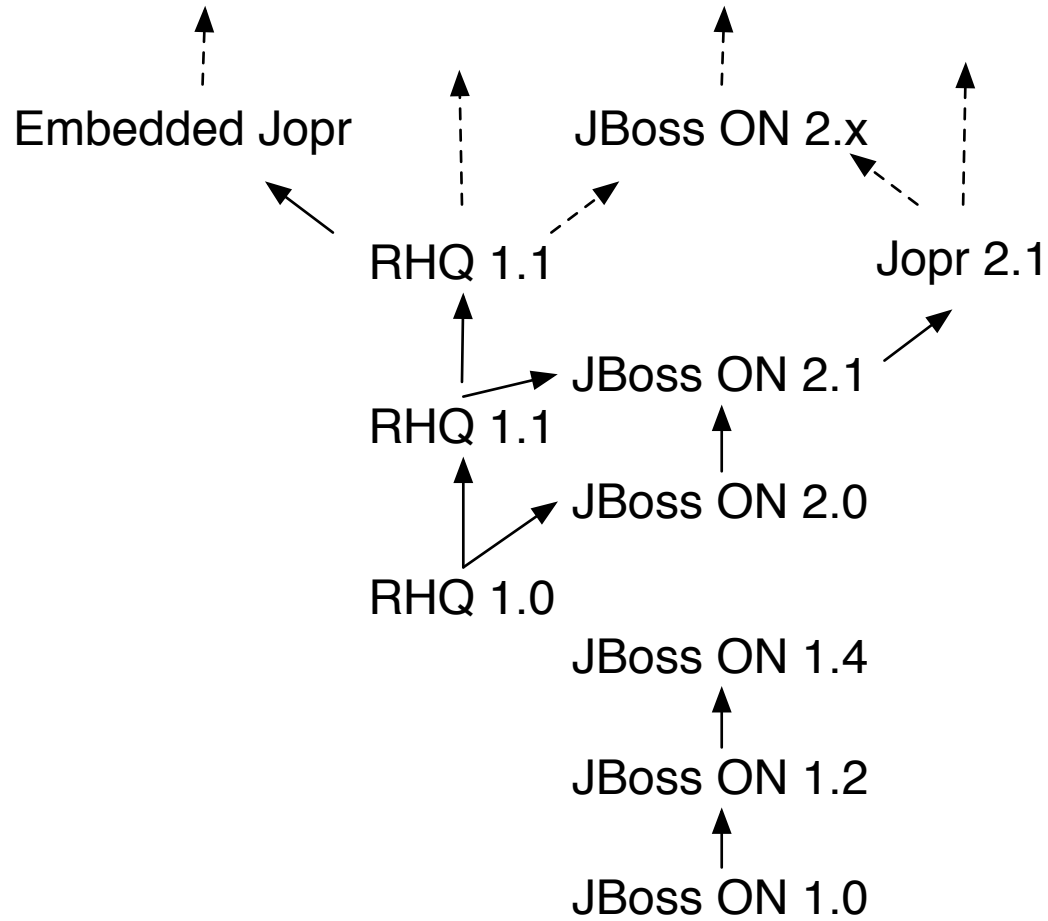 Embedded Jopr
JBoss ON 2.x
RHQ 1.1
Jopr 2.1
JBoss ON 2.1
RHQ 1.1
JBoss ON 2.0
RHQ 1.0
JBoss ON 1.4
JBoss ON 1.2
JBoss ON 1.0